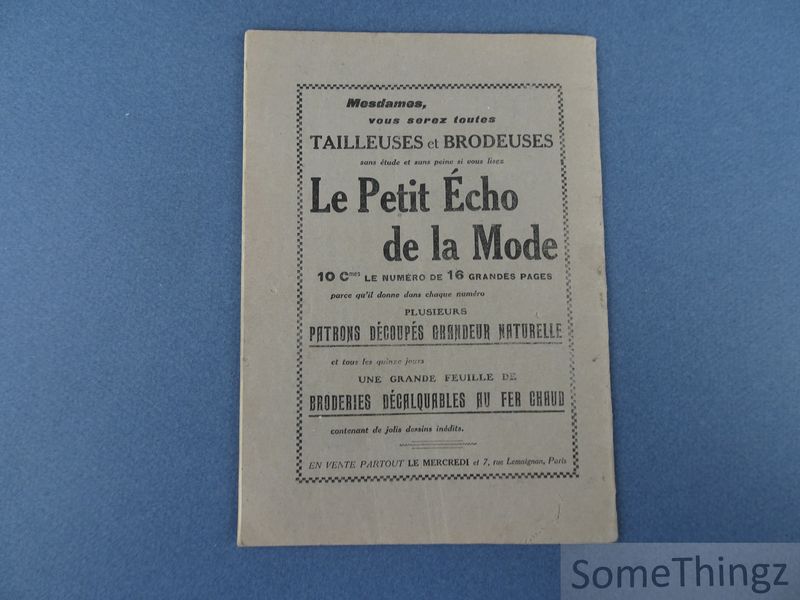 Mesdames,
vous serez toutes
TAILLEUSES et BRODEUSES
sans étude et sans peine si vous lisez
Le Petit Écho
de la Mode
10 Cmes LE NUMÉRO DE 16 GRANDES PAGES
parce qu'il donne dans chaque numéro
PLUSIEURS
PATRONS DÉCOUPÉS GRANDEUR NATURELLE
et tous les quinze jours
UNE GRANDE FEUILLE DE
BRODERIES DÉCALQUABLES AU FER CHAUD
contenant de jolis dessins inédits.
EN VENTE PARTOUT LE MERCREDI et 7, rue Lemaignan, Paris
SomeThingz